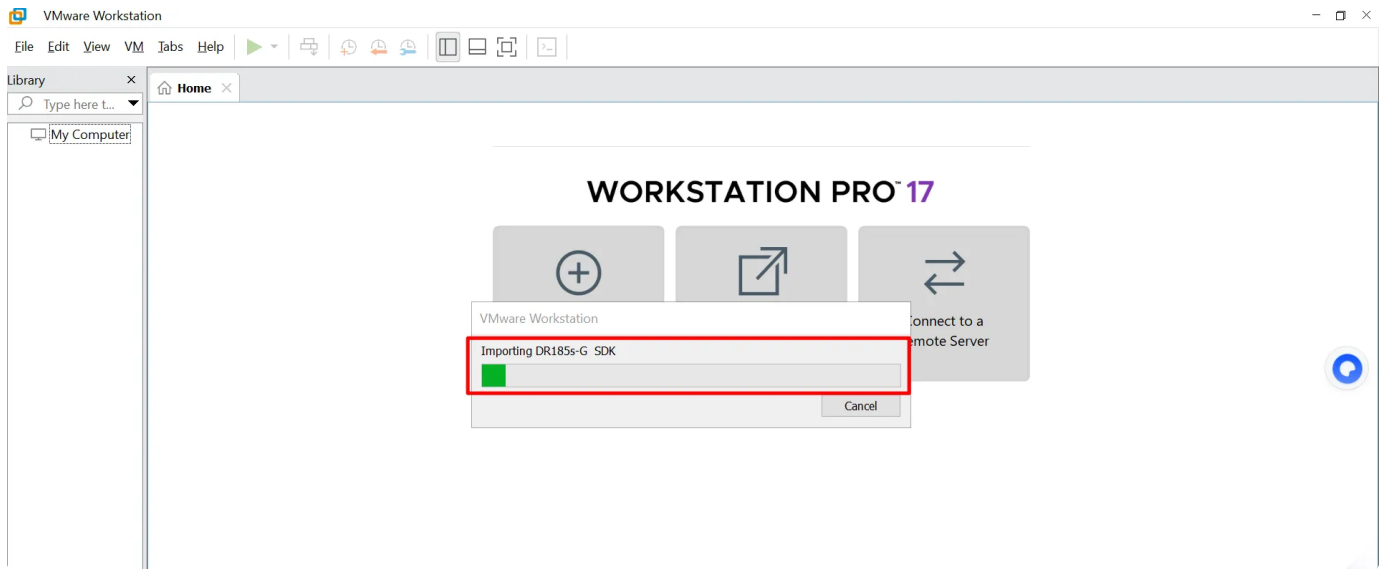 VMware Workstation
File Edit View VM Tabs Help
Library
Home
Type here t...
My Computer
WORKSTATION PRO™ 17
VMware Workstation
Importing DR185s-G SDK
Cancel
onnect to a
emote Server